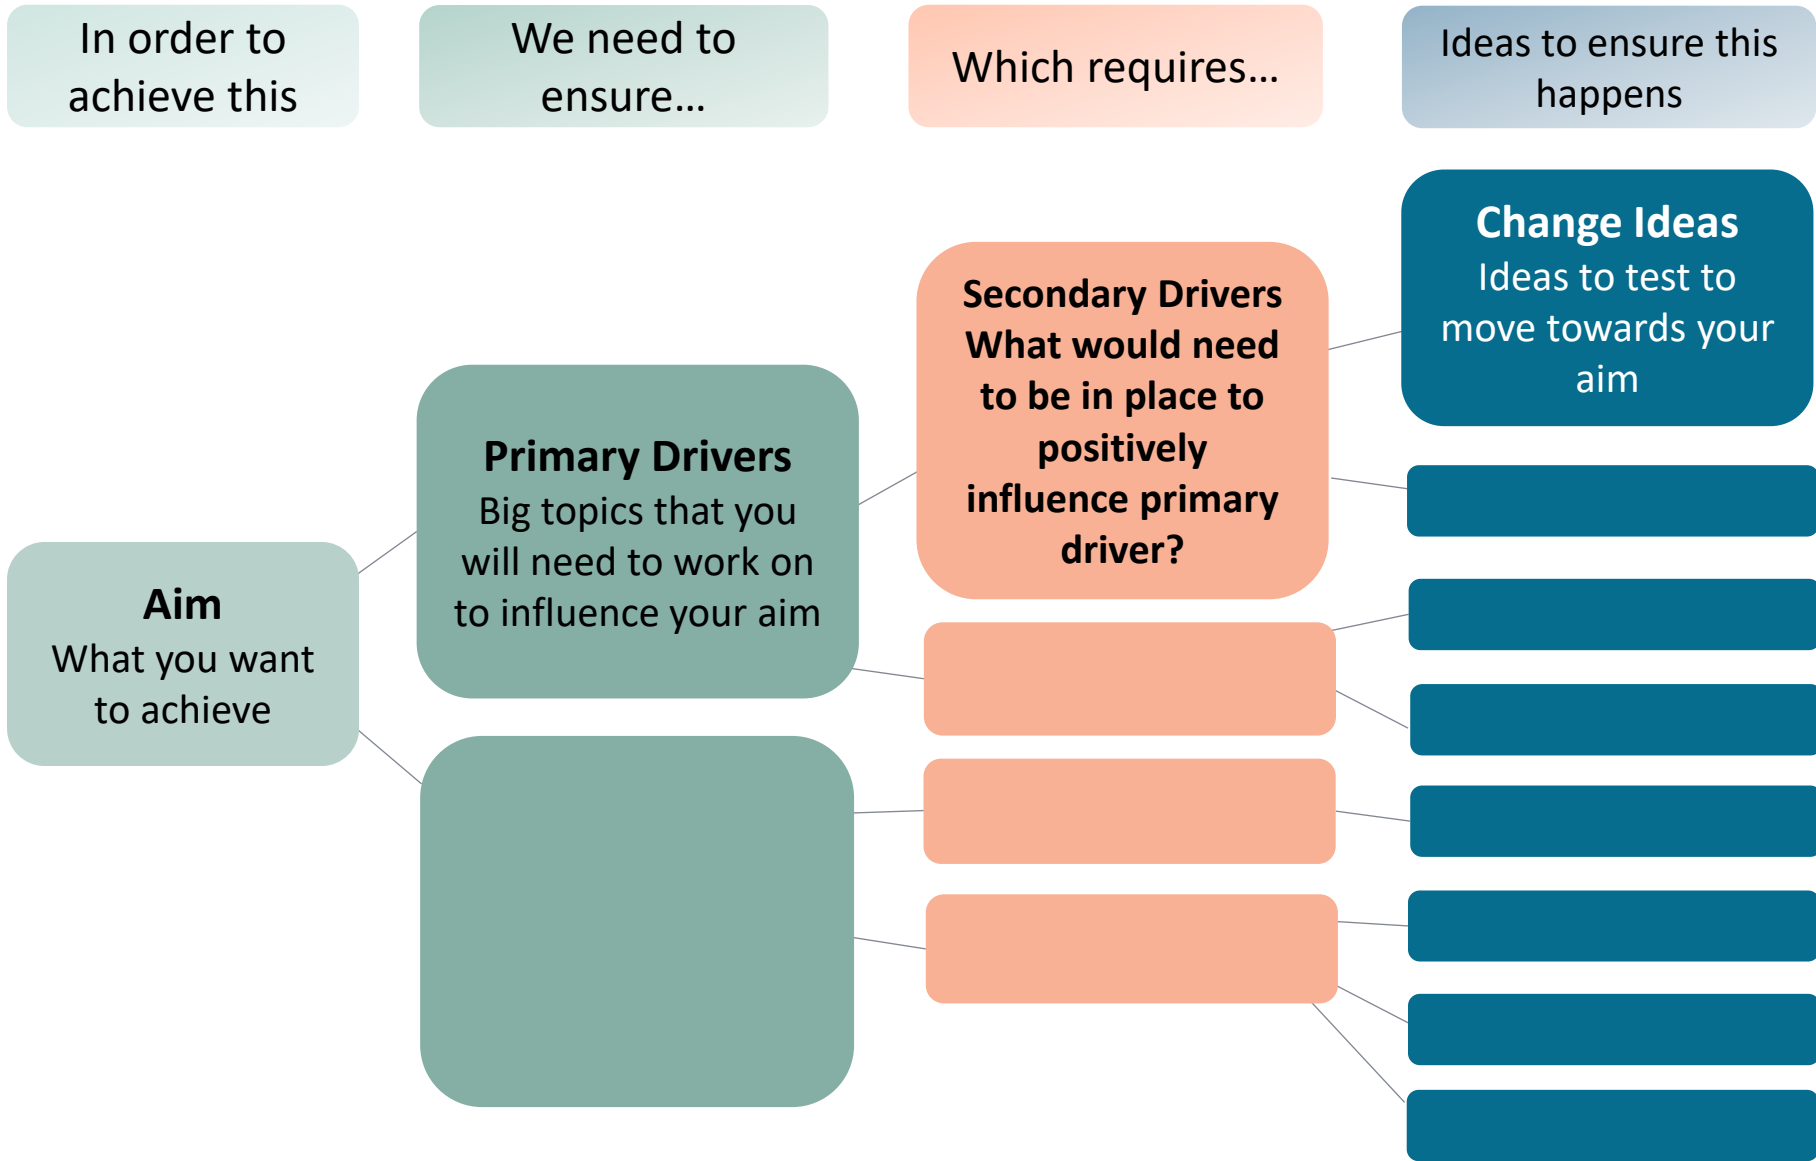 In order to
achieve this
We need to
ensure…
Which requires…
Ideas to ensure this
happens
Aim
What you want
to achieve
Primary Drivers
Big topics that you
will need to work on
to influence your aim
Secondary Drivers
What would need
to be in place to
positively
influence primary
driver?
Change Ideas
Ideas to test to
move towards your
aim